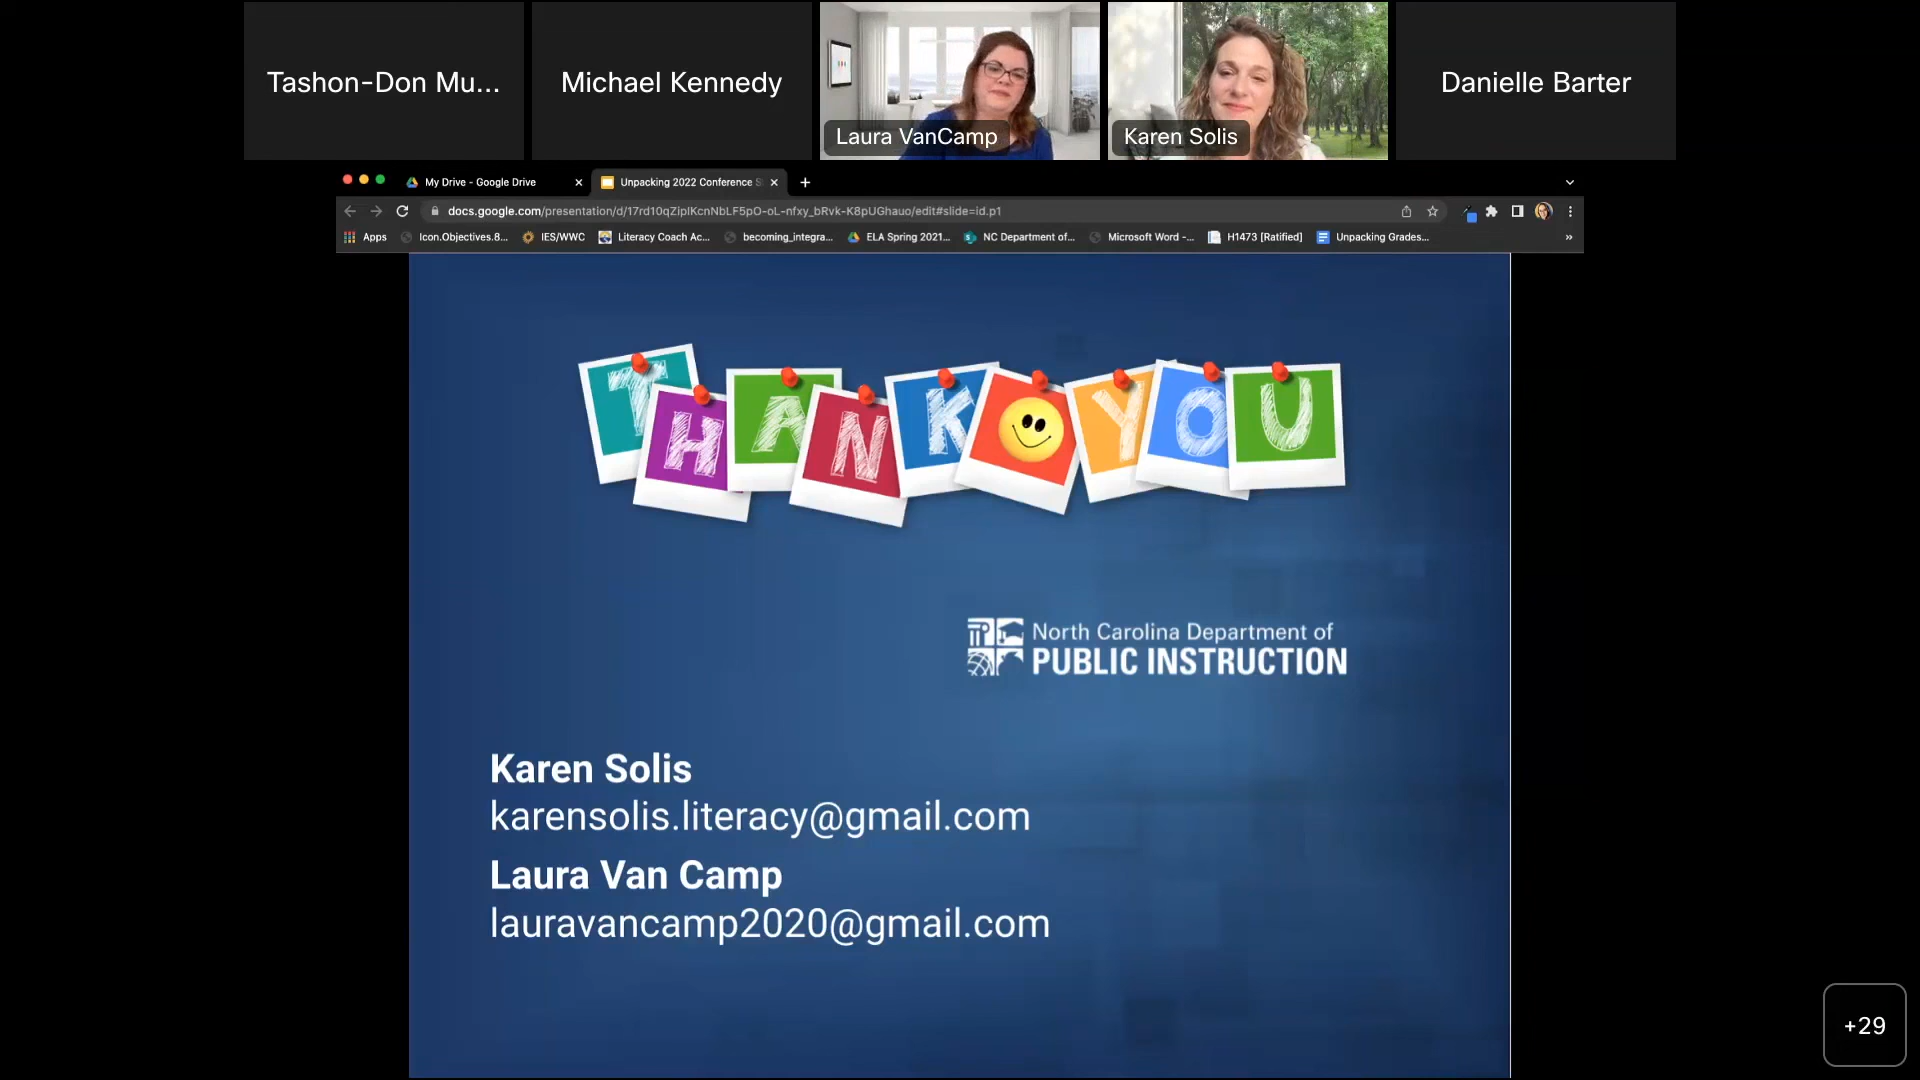 Tashon-Don Mu...
Michael Kennedy
Laura VanCamp
Karen Solis
Danielle Barter
My Drive - Google Drive
Unpacking 2022 Conference S
docs.google.com/presentation/d/17rd10qZipIKcnNbLF5pO-oL-nfxy_bRvk-K8pUGhauo/edit#slide=id.p1
Apps
Icon.Objectives.8...
IES/WWC
Literacy Coach Ac...
becoming_integra...
ELA Spring 2021...
NC Department of...
Microsoft Word -...
H1473 [Ratified]
Unpacking Grades...
THANK YOU
North Carolina Department of
PUBLIC INSTRUCTION
Karen Solis
karensolis.literacy@gmail.com
Laura Van Camp
lauravancamp2020@gmail.com
+29